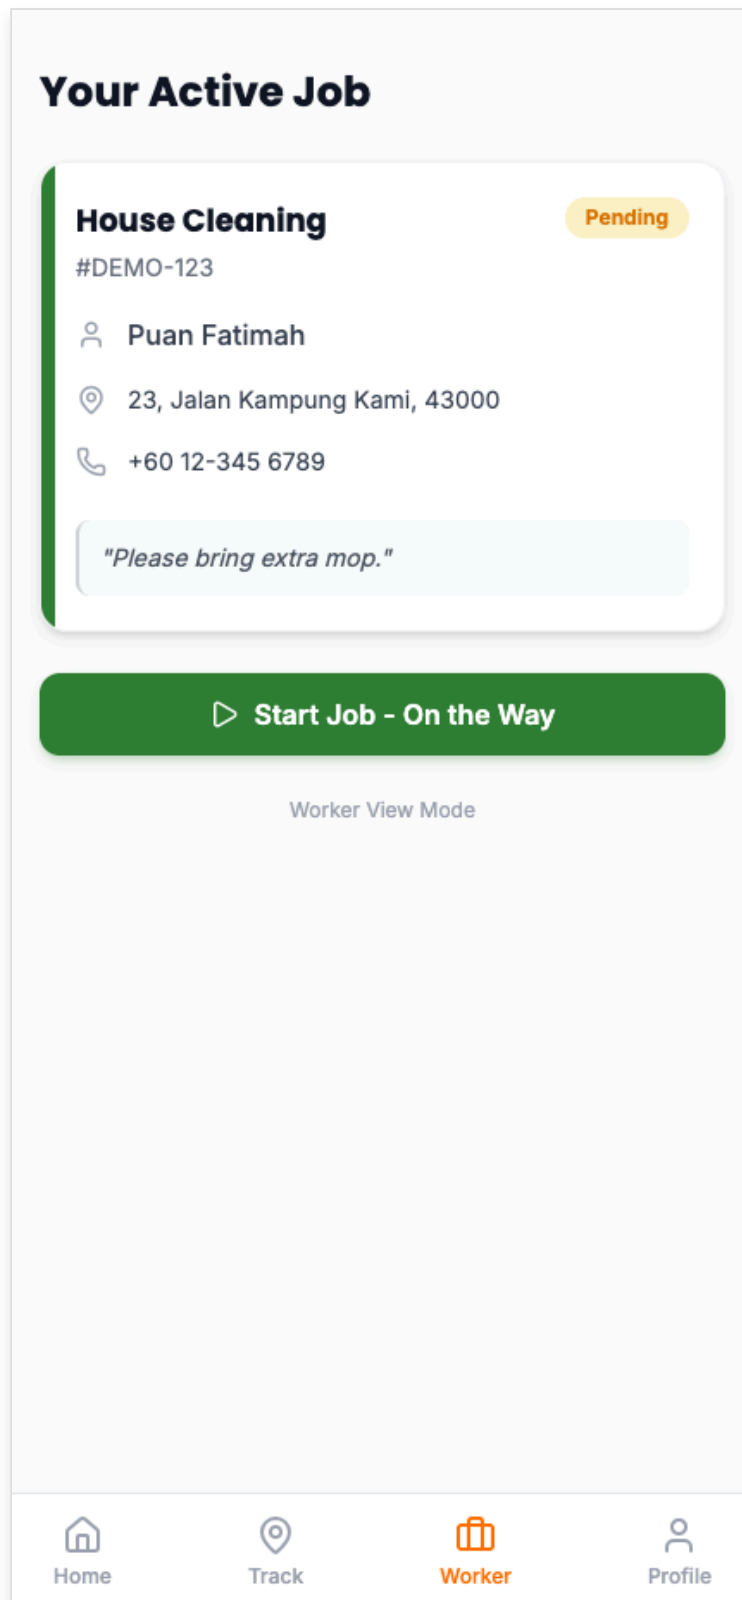 Your Active Job
House Cleaning
Pending
#DEMO-123
Puan Fatimah
23, Jalan Kampung Kami, 43000
+60 12-345 6789
"Please bring extra mop."
Start Job - On the Way
Worker View Mode
Home
Track
Worker
Profile